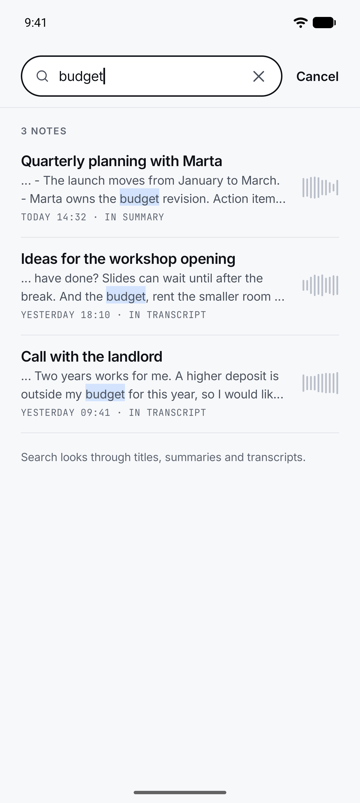 9:41
budget
Cancel
3 NOTES
Quarterly planning with Marta
... - The launch moves from January to March.
- Marta owns the budget revision. Action item...
TODAY 14:32 · IN SUMMARY
Ideas for the workshop opening
... have done? Slides can wait until after the
break. And the budget, rent the smaller room ...
YESTERDAY 18:10 · IN TRANSCRIPT
Call with the landlord
... Two years works for me. A higher deposit is
outside my budget for this year, so I would lik...
YESTERDAY 09:41 · IN TRANSCRIPT
Search looks through titles, summaries and transcripts.